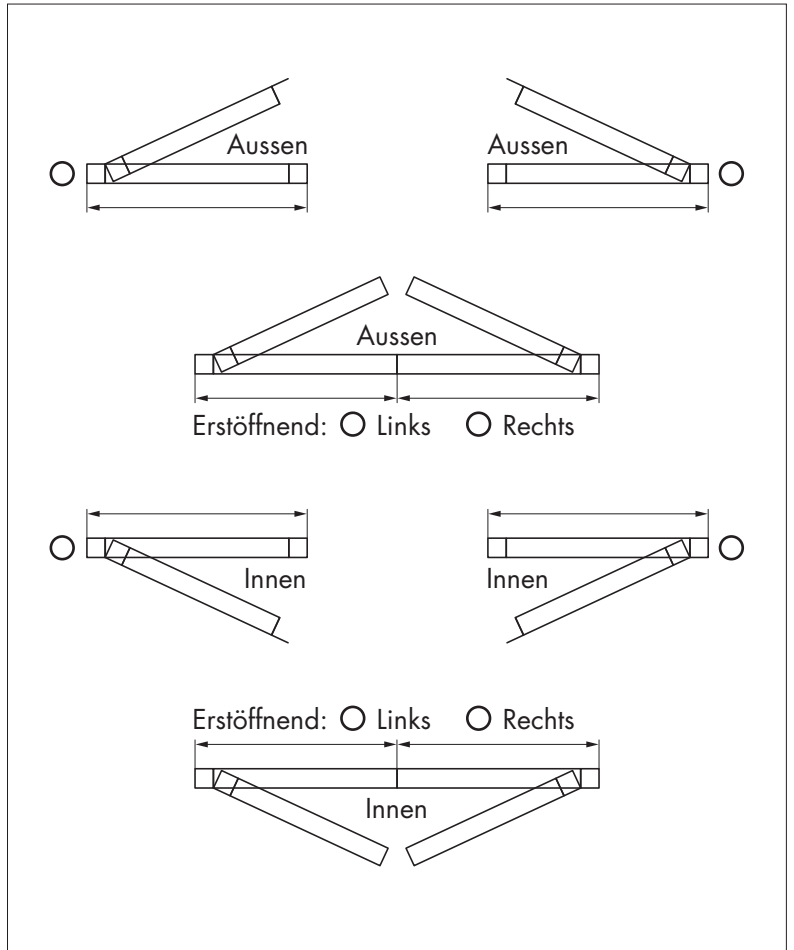 Aussen Aussen
Aussen
Erstöffnend: Links Rechts
Innen Innen
Erstöffnend: Links Rechts
Innen